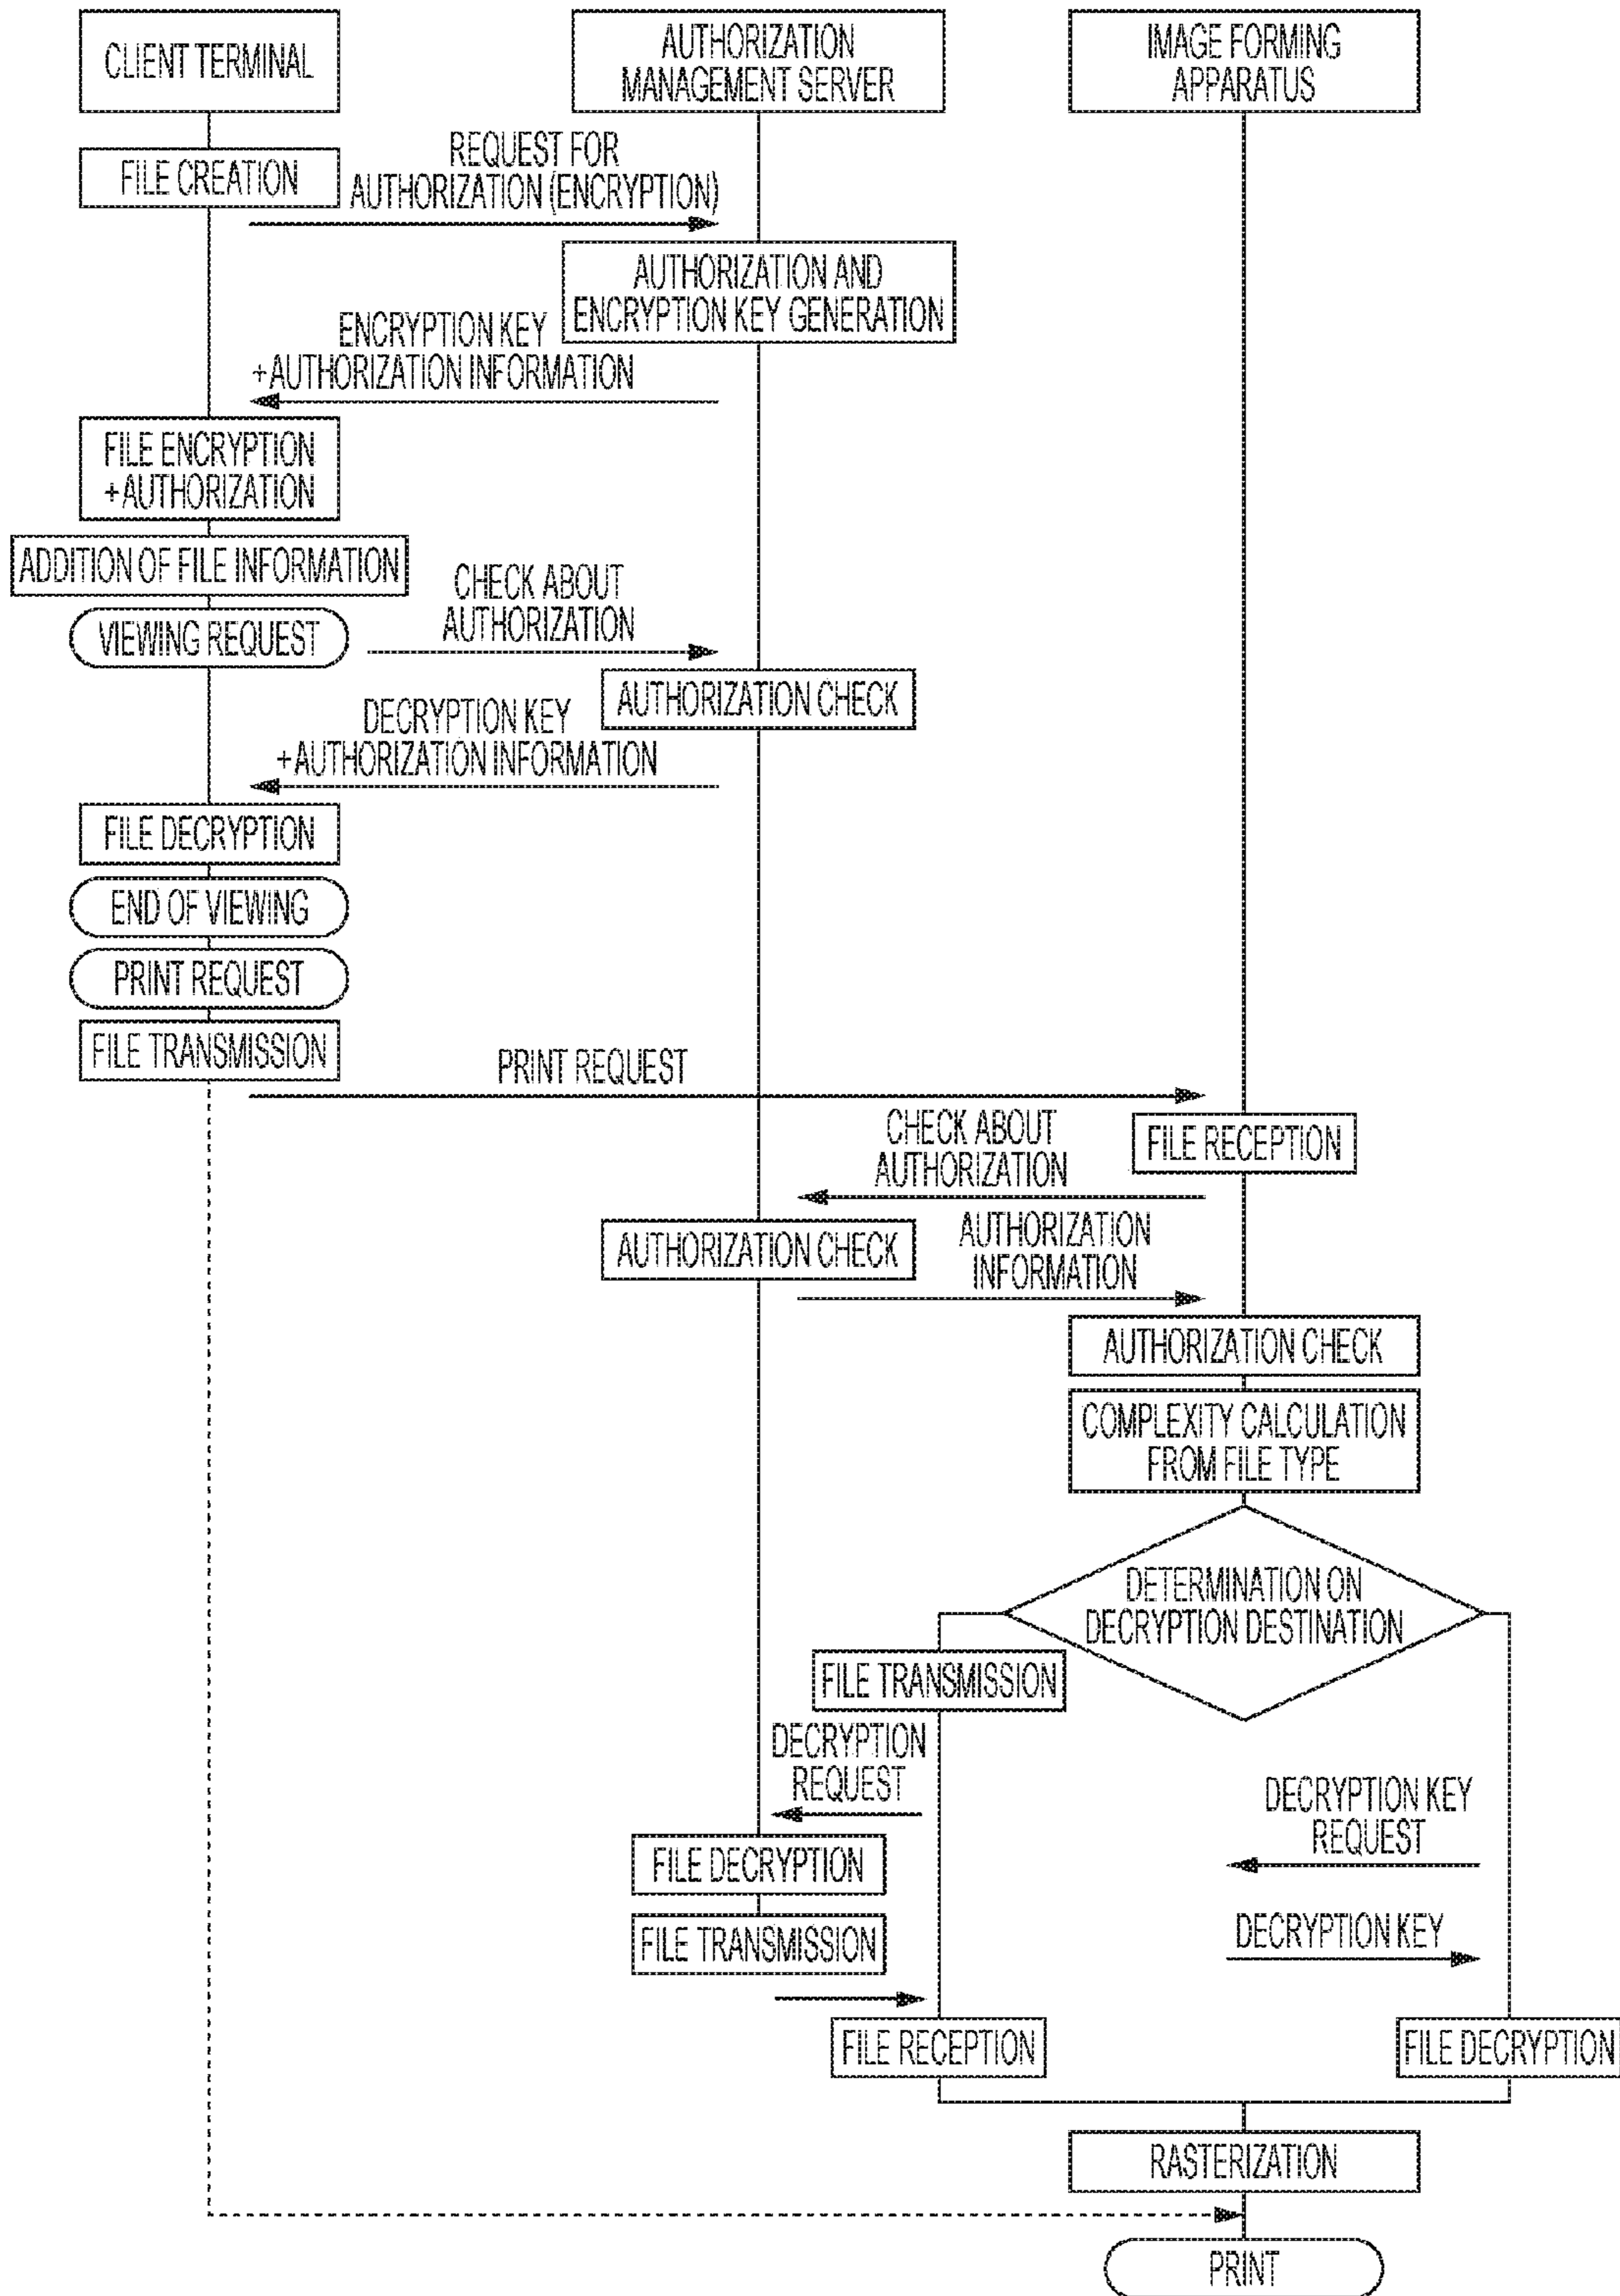 CLIENT TERMINAL
AUTHORIZATION
MANAGEMENT SERVER
IMAGE FORMING
APPARATUS
FILE CREATION
REQUEST FOR
AUTHORIZATION (ENCRYPTION)
AUTHORIZATION AND
ENCRYPTION KEY GENERATION
ENCRYPTION KEY
+AUTHORIZATION INFORMATION
FILE ENCRYPTION
+AUTHORIZATION
ADDITION OF FILE INFORMATION
VIEWING REQUEST
CHECK ABOUT
AUTHORIZATION
AUTHORIZATION CHECK
DECRYPTION KEY
+AUTHORIZATION INFORMATION
FILE DECRYPTION
END OF VIEWING
PRINT REQUEST
FILE TRANSMISSION
PRINT REQUEST
FILE RECEPTION
CHECK ABOUT
AUTHORIZATION
AUTHORIZATION CHECK
AUTHORIZATION
INFORMATION
AUTHORIZATION CHECK
COMPLEXITY CALCULATION
FROM FILE TYPE
DETERMINATION ON
DECRYPTION DESTINATION
FILE TRANSMISSION
DECRYPTION
REQUEST
DECRYPTION KEY
REQUEST
FILE DECRYPTION
DECRYPTION KEY
FILE TRANSMISSION
FILE RECEPTION
FILE DECRYPTION
RASTERIZATION
PRINT